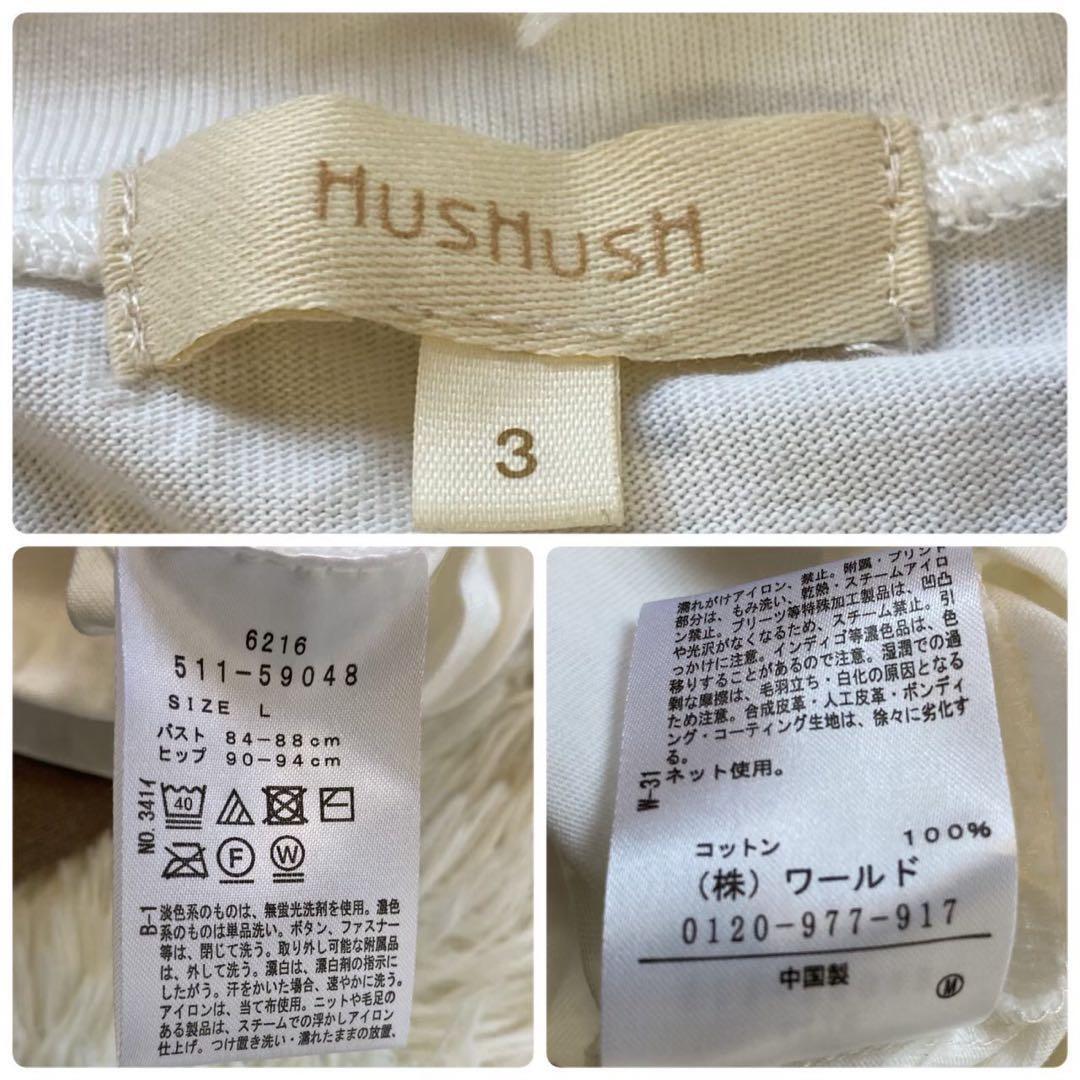 HUSHUSH
3
6216
511-59048
SIZE L
バスト 84-88cm
ヒップ 90-94cm
NO.341イ
40
F
W
B-1
淡色系のものは、無蛍光洗剤を使用。濃色
系のものは単品洗い。ボタン、ファスナー
等は、閉じて洗う。取り外し可能な附属品
は、外して洗う。漂白は、漂白剤の指示に
したがう。汗をかいた場合、速やかに洗う。
アイロンは、当て布使用。ニットや毛足の
ある製品は、スチームでの浮かしアイロン
仕上げ。つけ置き洗い・濡れたままの放置、
濡れがけアイロン、禁止。附属・プリント
部分は、もみ洗い、乾熱・スチームアイロ
ン禁止。プリーツ等特殊加工製品は、凹凸
や光沢がなくなるため、スチーム禁止。引
っかけに注意。インディゴ等濃色品は、色
移りすることがあるので注意。湿潤での過
剰な摩擦は、毛羽立ち・白化の原因となる
ため注意。合成皮革・人工皮革・ボンディ
ング・コーティング生地は、徐々に劣化す
る。
W-31
ネット使用。
コットン 100%
(株) ワールド
0120-977-917
中国製
M